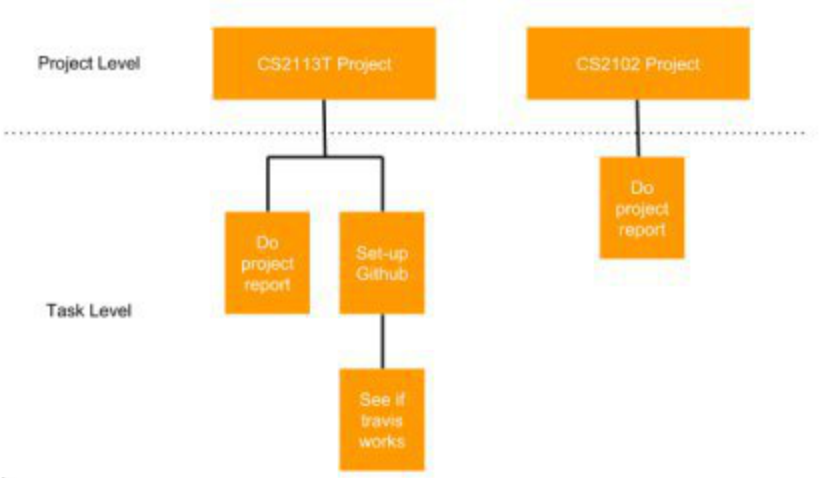 Project Level
CS2113T Project
CS2102 Project
Do
project
report
Do
project
report
Set-up
Github
Task Level
See if
travis
works